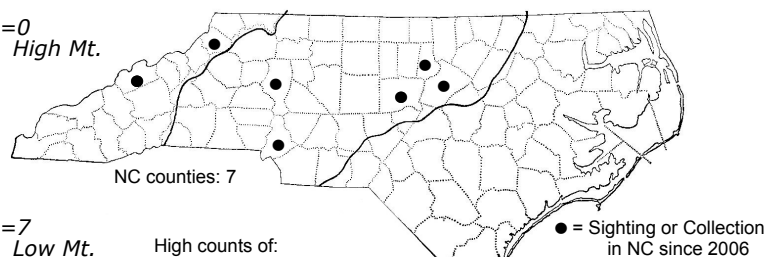 =0
High Mt.
NC counties: 7
=7
Low Mt.
High counts of:
● = Sighting or Collection
in NC since 2006